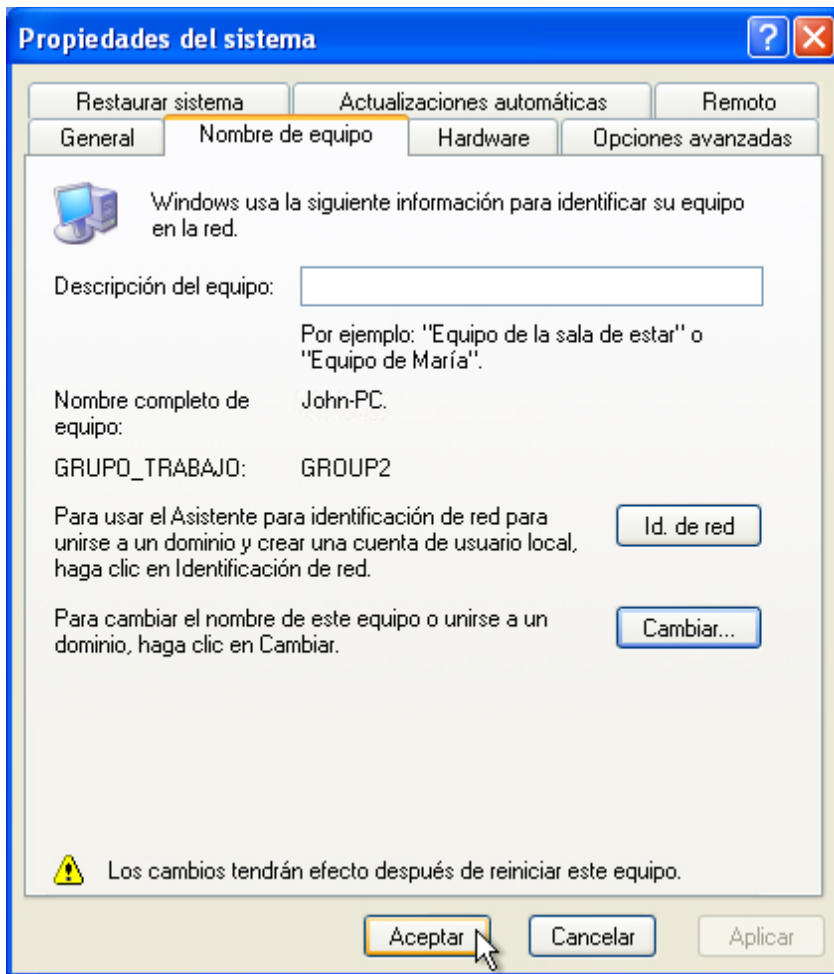 Propiedades del sistema
Restaurar sistema Actualizaciones automáticas Remoto
General Nombre de equipo Hardware Opciones avanzadas
Windows usa la siguiente información para identificar su equipo
en la red.
Descripción del equipo:
Por ejemplo: "Equipo de la sala de estar" o
"Equipo de María".
Nombre completo de John-PC.
equipo:
GRUPO_TRABAJO: GROUP2
Para usar el Asistente para identificación de red para
unirse a un dominio y crear una cuenta de usuario local,
haga clic en Identificación de red.
Id. de red
Para cambiar el nombre de este equipo o unirse a un
dominio, haga clic en Cambiar.
Cambiar...
Los cambios tendrán efecto después de reiniciar este equipo.
Aceptar Cancelar Aplicar